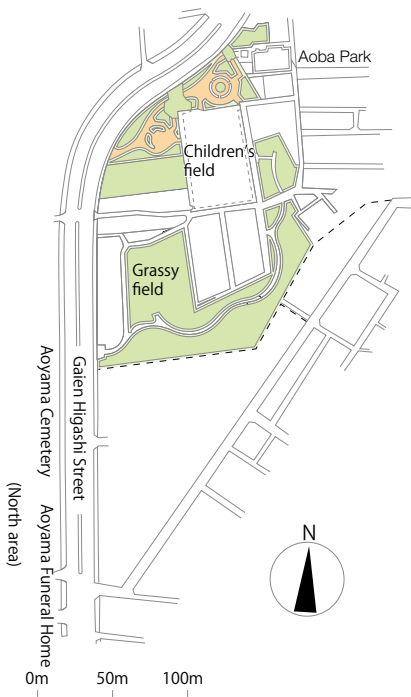 Aoba Park
Children's
field
Grassy
field
Gaien Higashi Street
Aoyama Cemetery
Aoyama Funeral Home
(North area)
N
0m
50m
100m